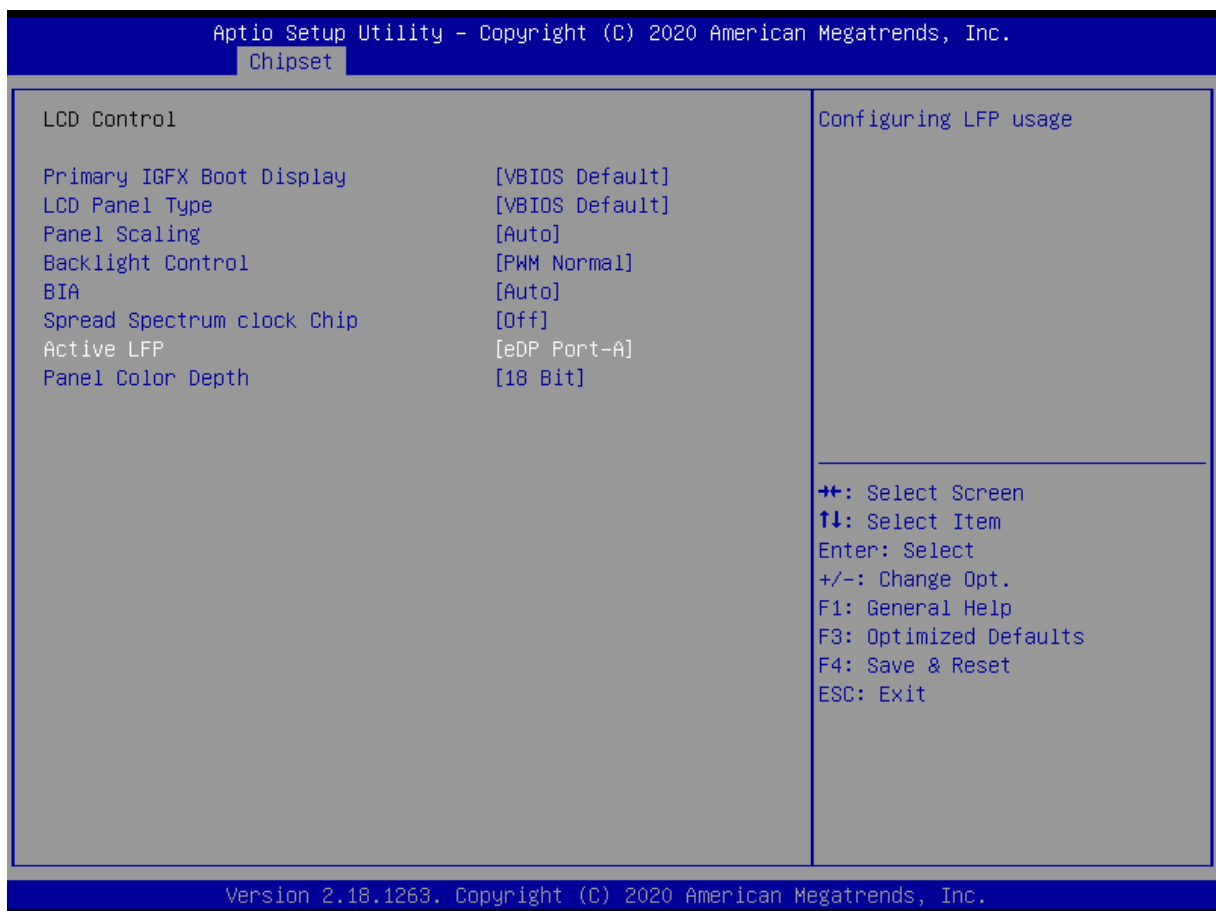 Aptio Setup Utility – Copyright (C) 2020 American Megatrends, Inc.
Chipset
LCD Control
Primary IGFX Boot Display [VBIOS Default]
LCD Panel Type [VBIOS Default]
Panel Scaling [Auto]
Backlight Control [PWM Normal]
BIA [Auto]
Spread Spectrum clock Chip [Off]
Active LFP [eDP Port-A]
Panel Color Depth [18 Bit]
Configuring LFP usage
→←: Select Screen
↑↓: Select Item
Enter: Select
+/-: Change Opt.
F1: General Help
F3: Optimized Defaults
F4: Save & Reset
ESC: Exit
Version 2.18.1263. Copyright (C) 2020 American Megatrends, Inc.